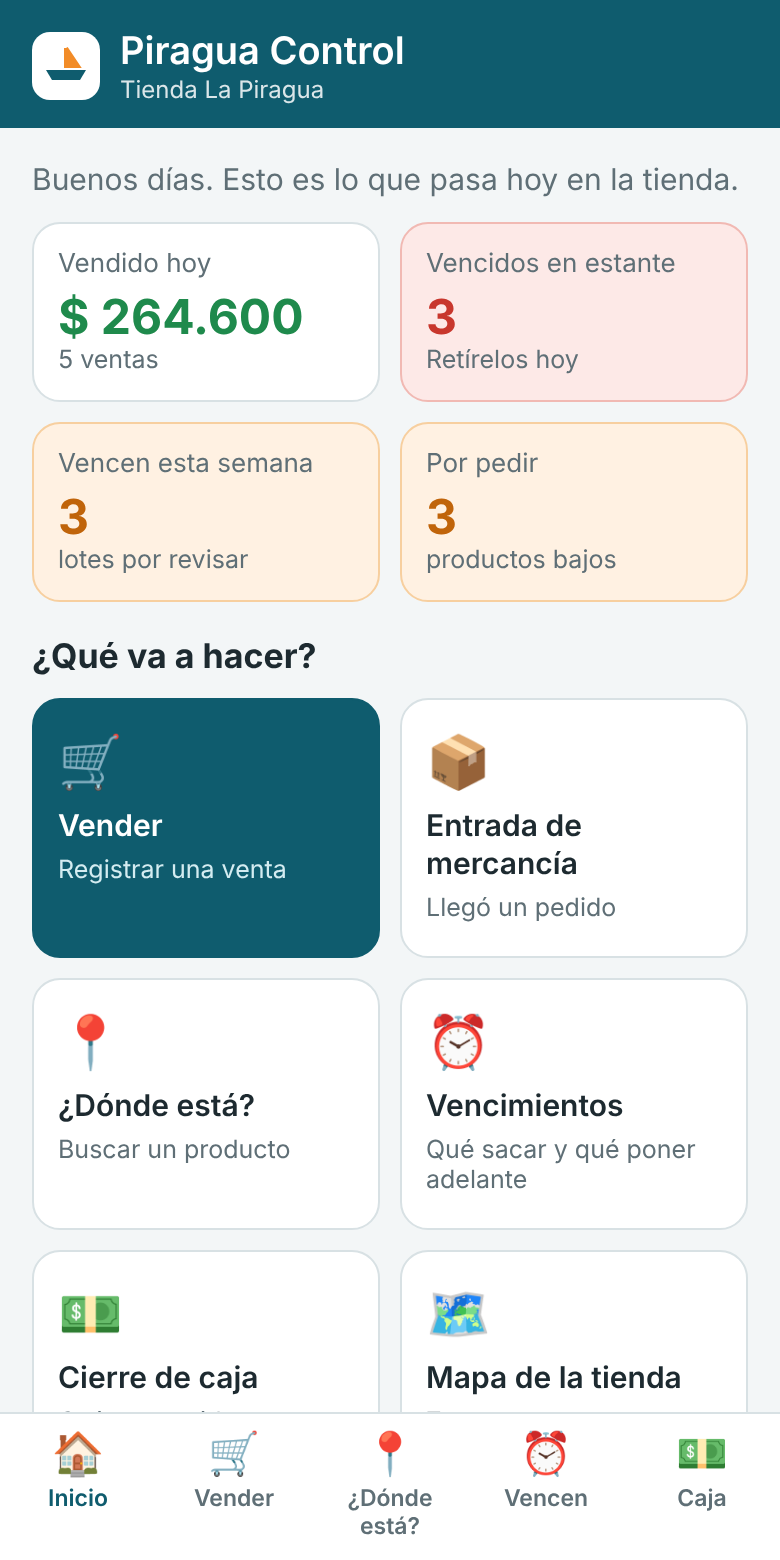 Piragua Control
Tienda La Piragua
Buenos días. Esto es lo que pasa hoy en la tienda.
Vendido hoy
$ 264.600
5 ventas
Vencidos en estante
3
Retírelos hoy
Vencen esta semana
3
lotes por revisar
Por pedir
3
productos bajos
¿Qué va a hacer?
Vender
Registrar una venta
Entrada de
mercancía
Llegó un pedido
¿Dónde está?
Buscar un producto
Vencimientos
Qué sacar y qué poner
adelante
Cierre de caja
Mapa de la tienda
Inicio
Vender
¿Dónde
está?
Vencen
Caja